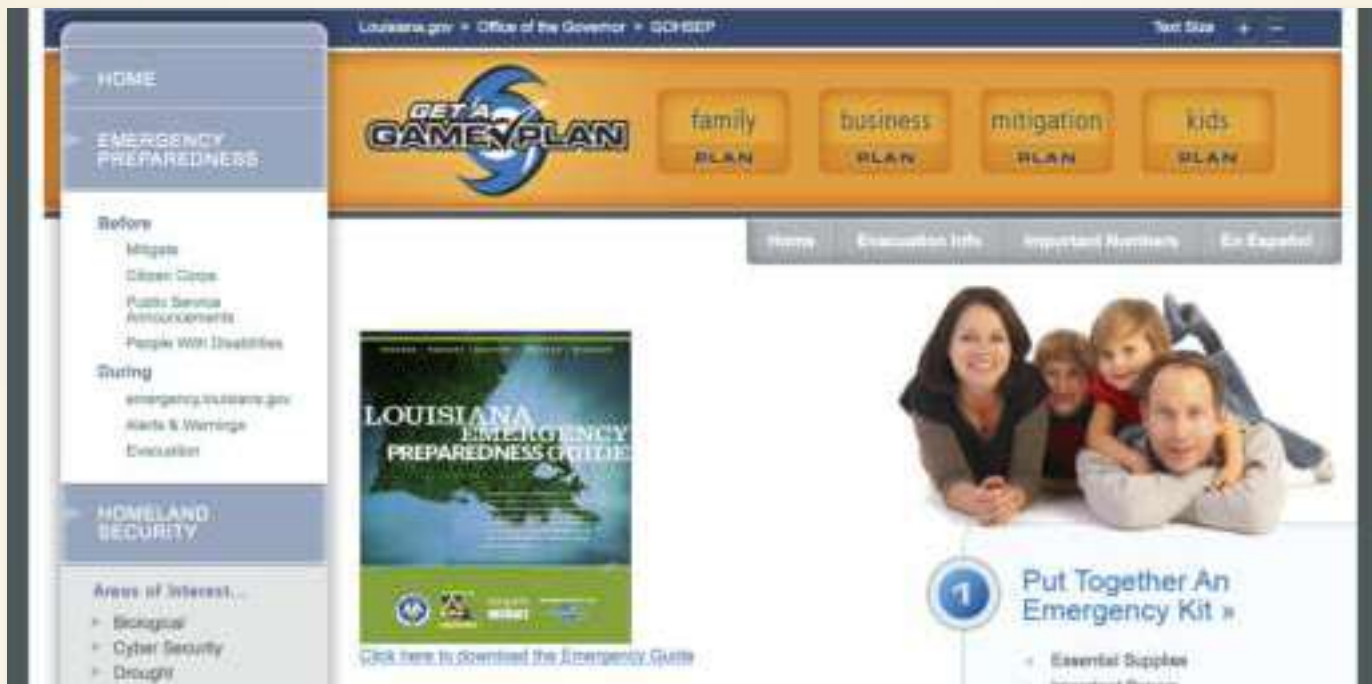 Louisiana.gov > Office of the Governor > GOHSEP
Text Size + -
HOME
EMERGENCY
PREPAREDNESS
Before
Mitigate
Citizen Corps
Public Service
Announcements
People With Disabilities
During
emergency.louisiana.gov
Alerts & Warnings
Evacuation
HOMELAND
SECURITY
Areas of Interest...
Biological
Cyber Security
Drought
GET A
GAME PLAN
family
PLAN
business
PLAN
mitigation
PLAN
kids
PLAN
Home
Evacuation Info
Important Numbers
En Español
LOUISIANA
EMERGENCY
PREPAREDNESS GUIDE
Click here to download the Emergency Guide
1
Put Together An
Emergency Kit »
Essential Supplies